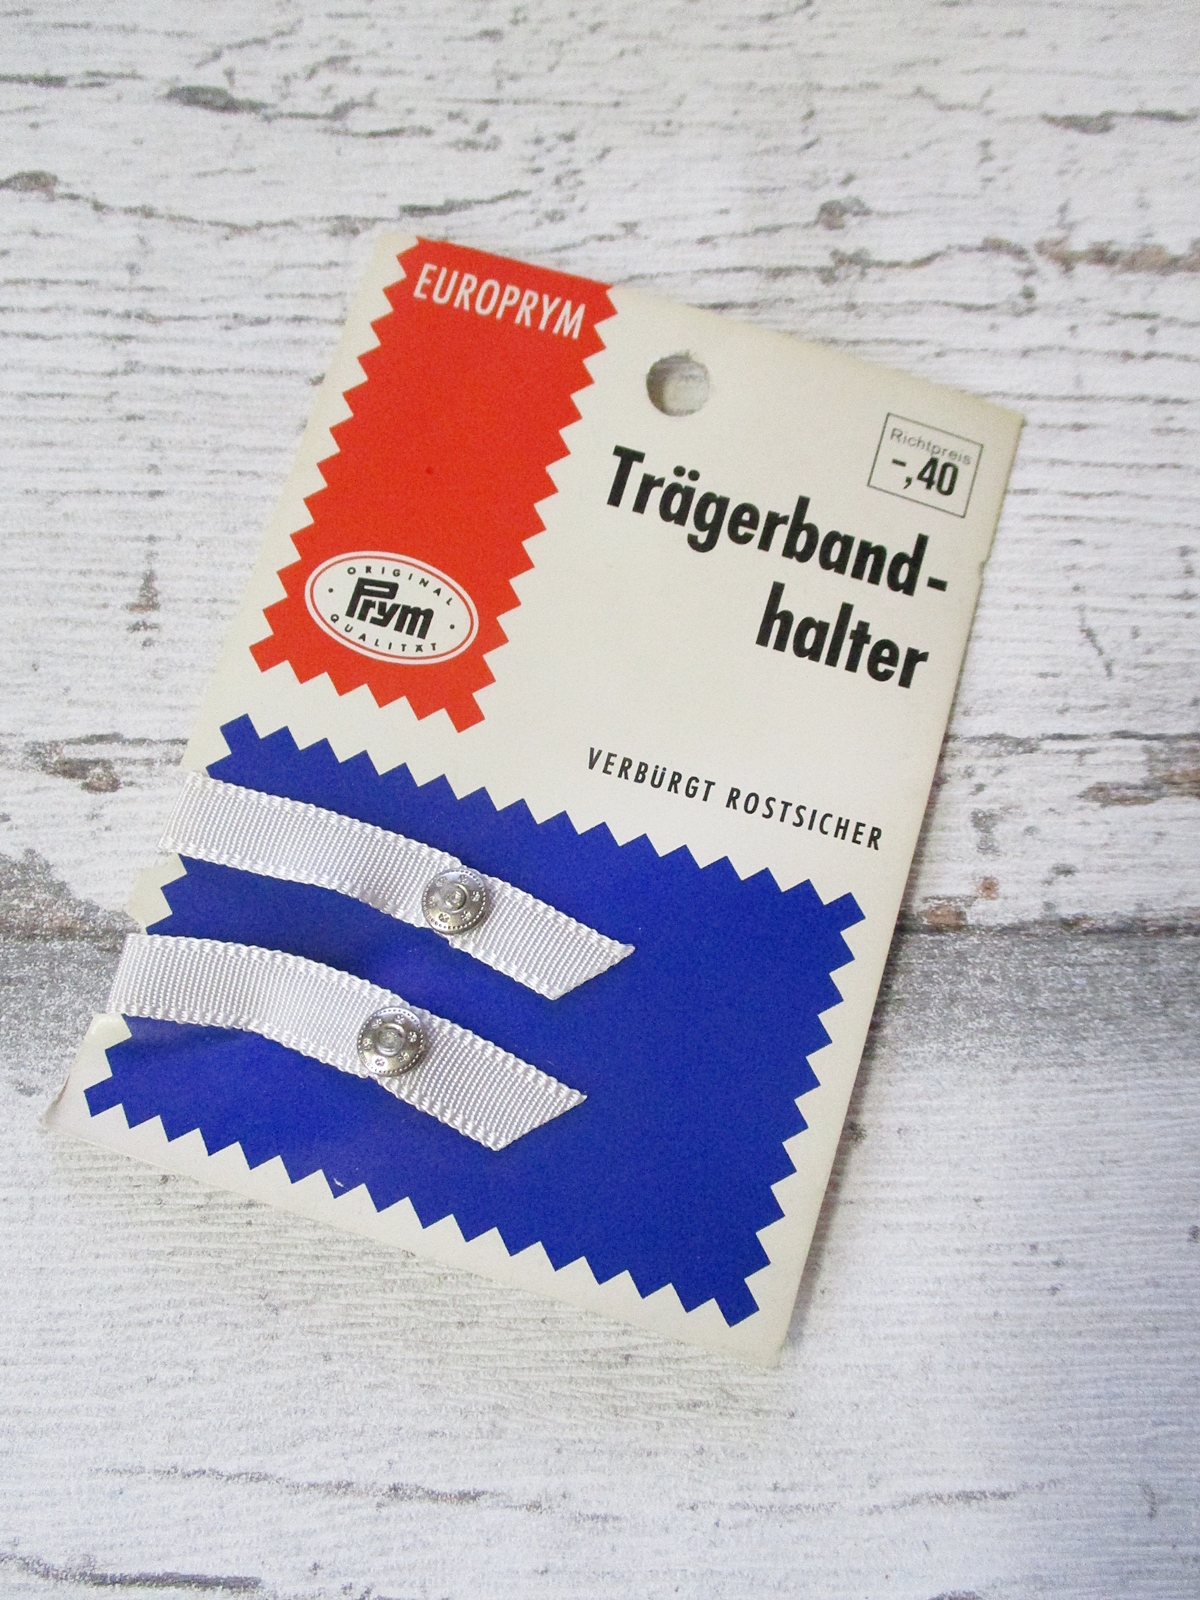 EUROPRYM
Richtpreis
-,40
Trägerband-
halter
ORIGINAL
Prym
QUALITÄT
VERBÜRGT ROSTSICHER